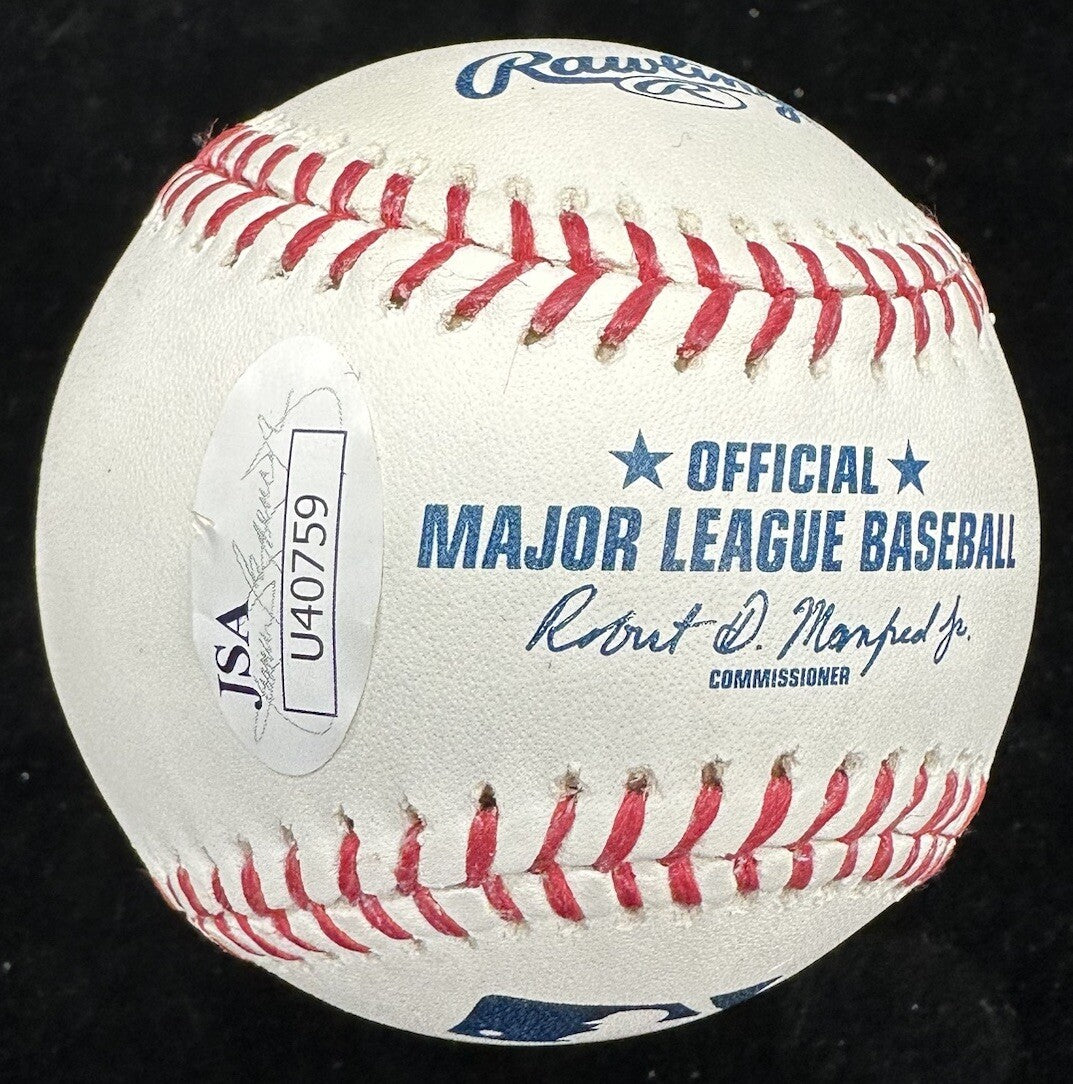 Rawlings
R
★ OFFICIAL ★
MAJOR LEAGUE BASEBALL
Robert D. Manfred Jr.
COMMISSIONER
JSA
U40759